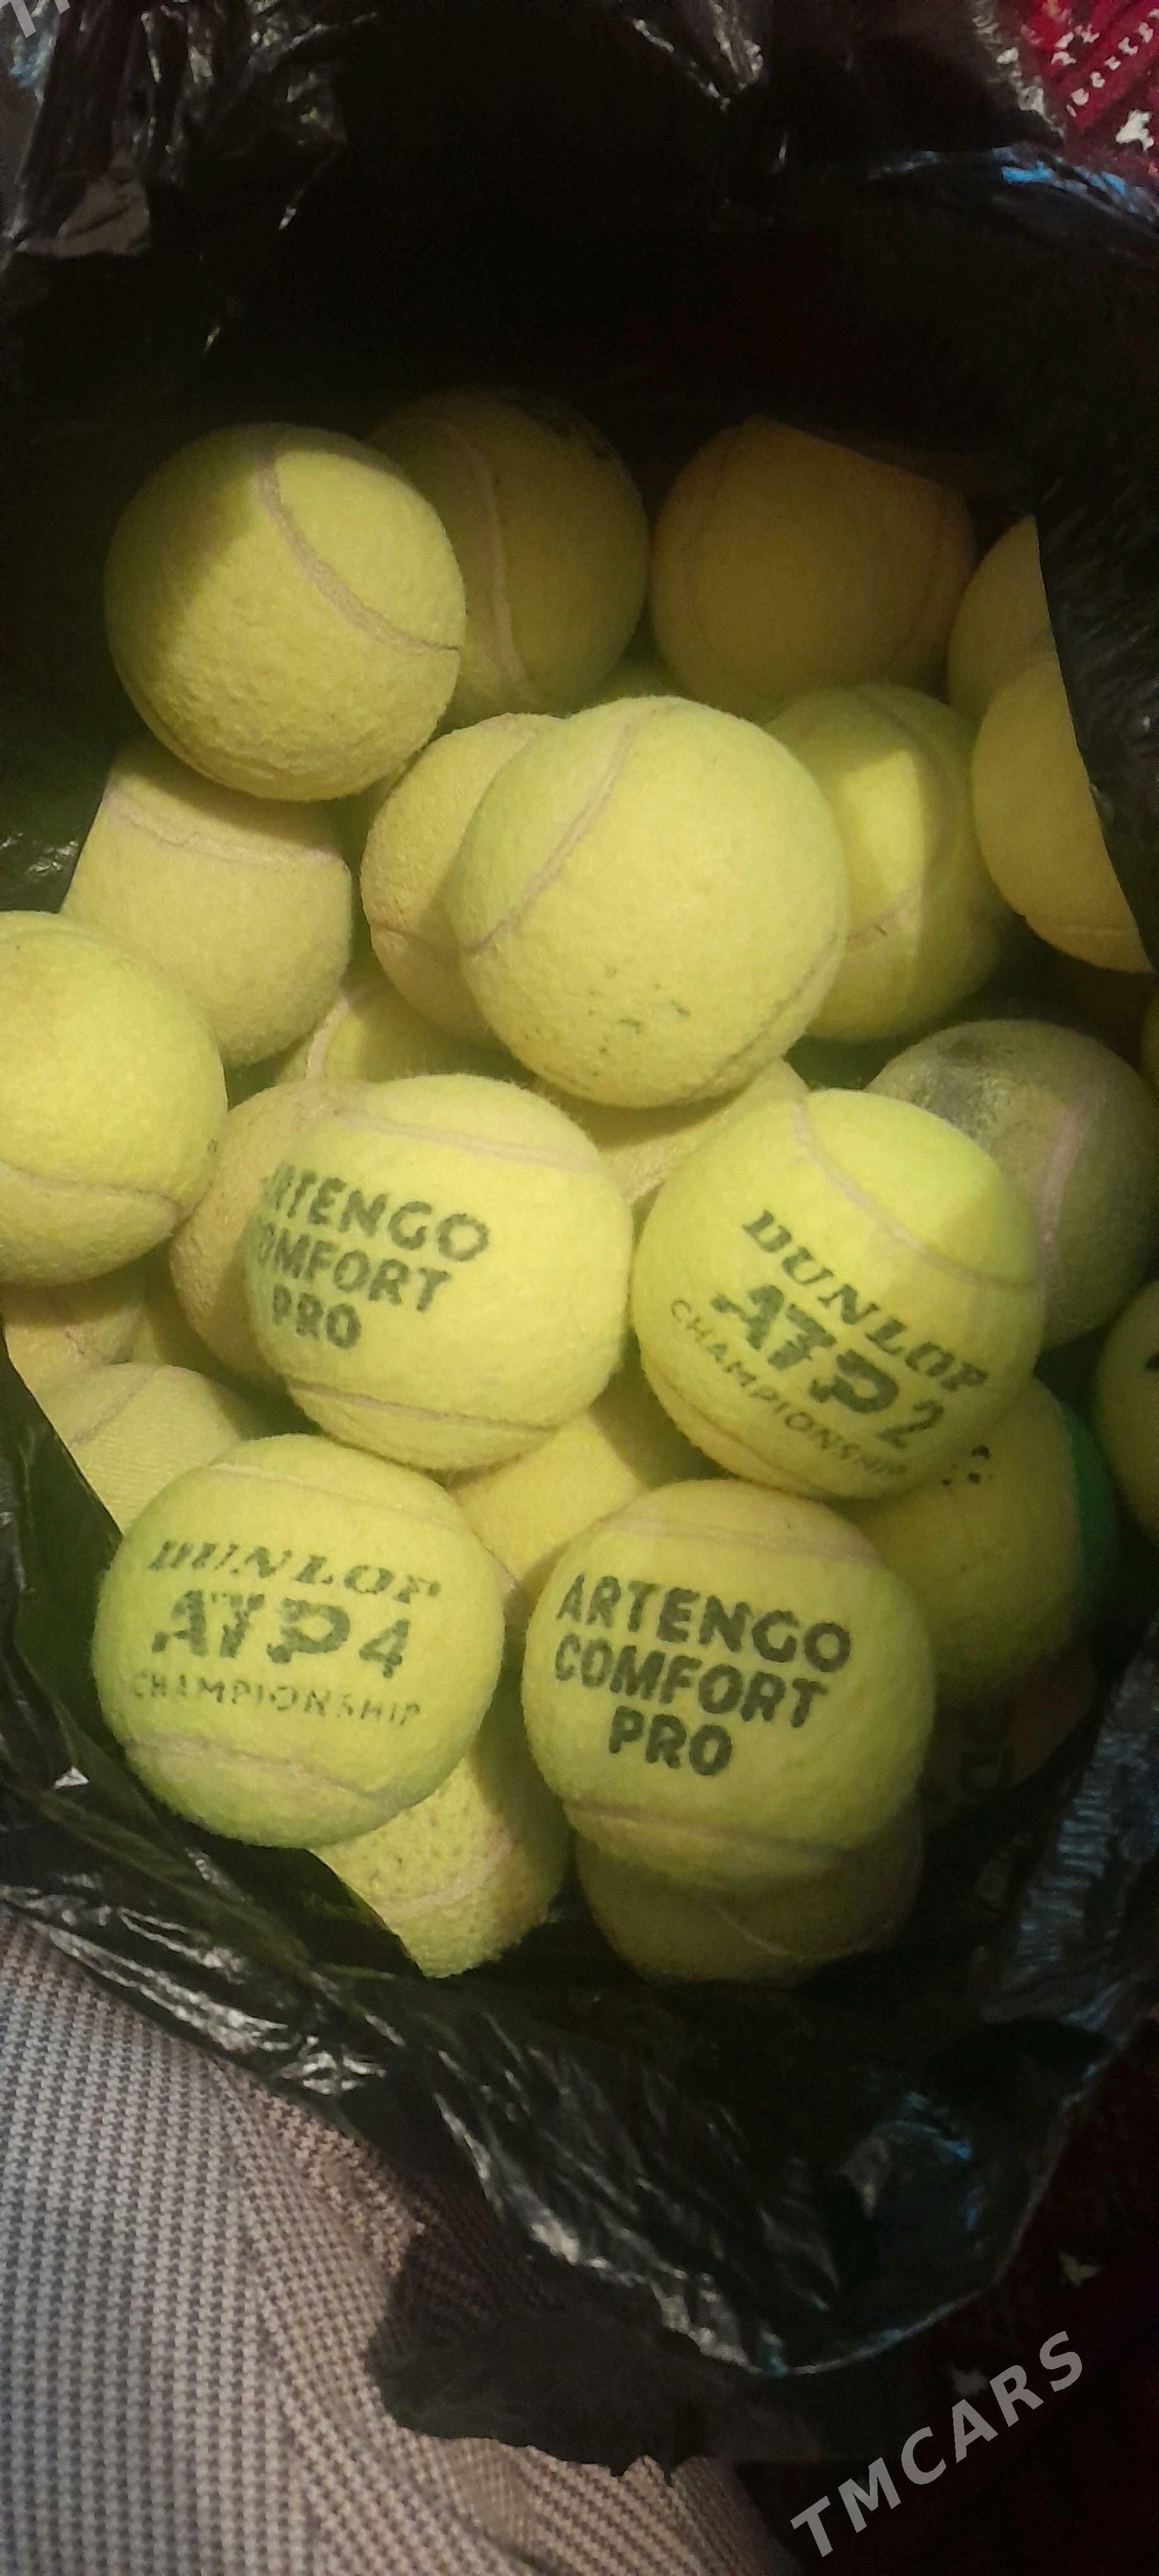 ARTENGO
COMFORT
PRO
DUNLOP
ATP 2
CHAMPIONSHIP
DUNLOP
ATP 4
CHAMPIONSHIP
ARTENGO
COMFORT
PRO
TMCARS